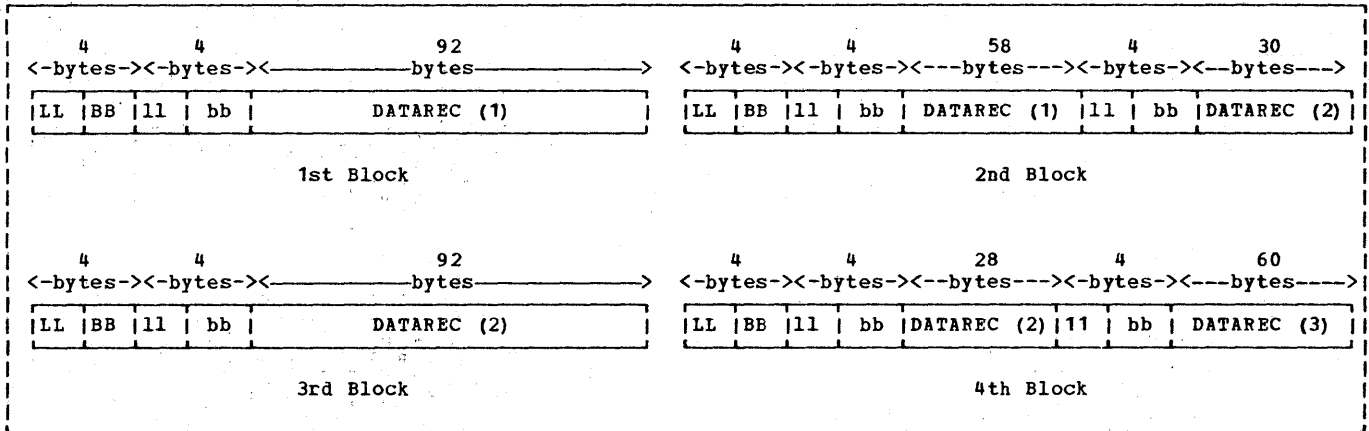 4 4 92 4 4 58 4 30
<-bytes-><-bytes-><—————bytes—————> <-bytes-><-bytes-><---bytes---><-bytes-><--bytes--->
|LL |BB |ll | bb | DATAREC (1) | |LL |BB |ll | bb | DATAREC (1) |ll | bb |DATAREC (2)|
1st Block 2nd Block
4 4 92 4 4 28 4 60
<-bytes-><-bytes-><—————bytes—————> <-bytes-><-bytes-><---bytes---><-bytes-><---bytes---->
|LL |BB |ll | bb | DATAREC (2) | |LL |BB |ll | bb |DATAREC (2)|ll | bb | DATAREC (3) |
3rd Block 4th Block